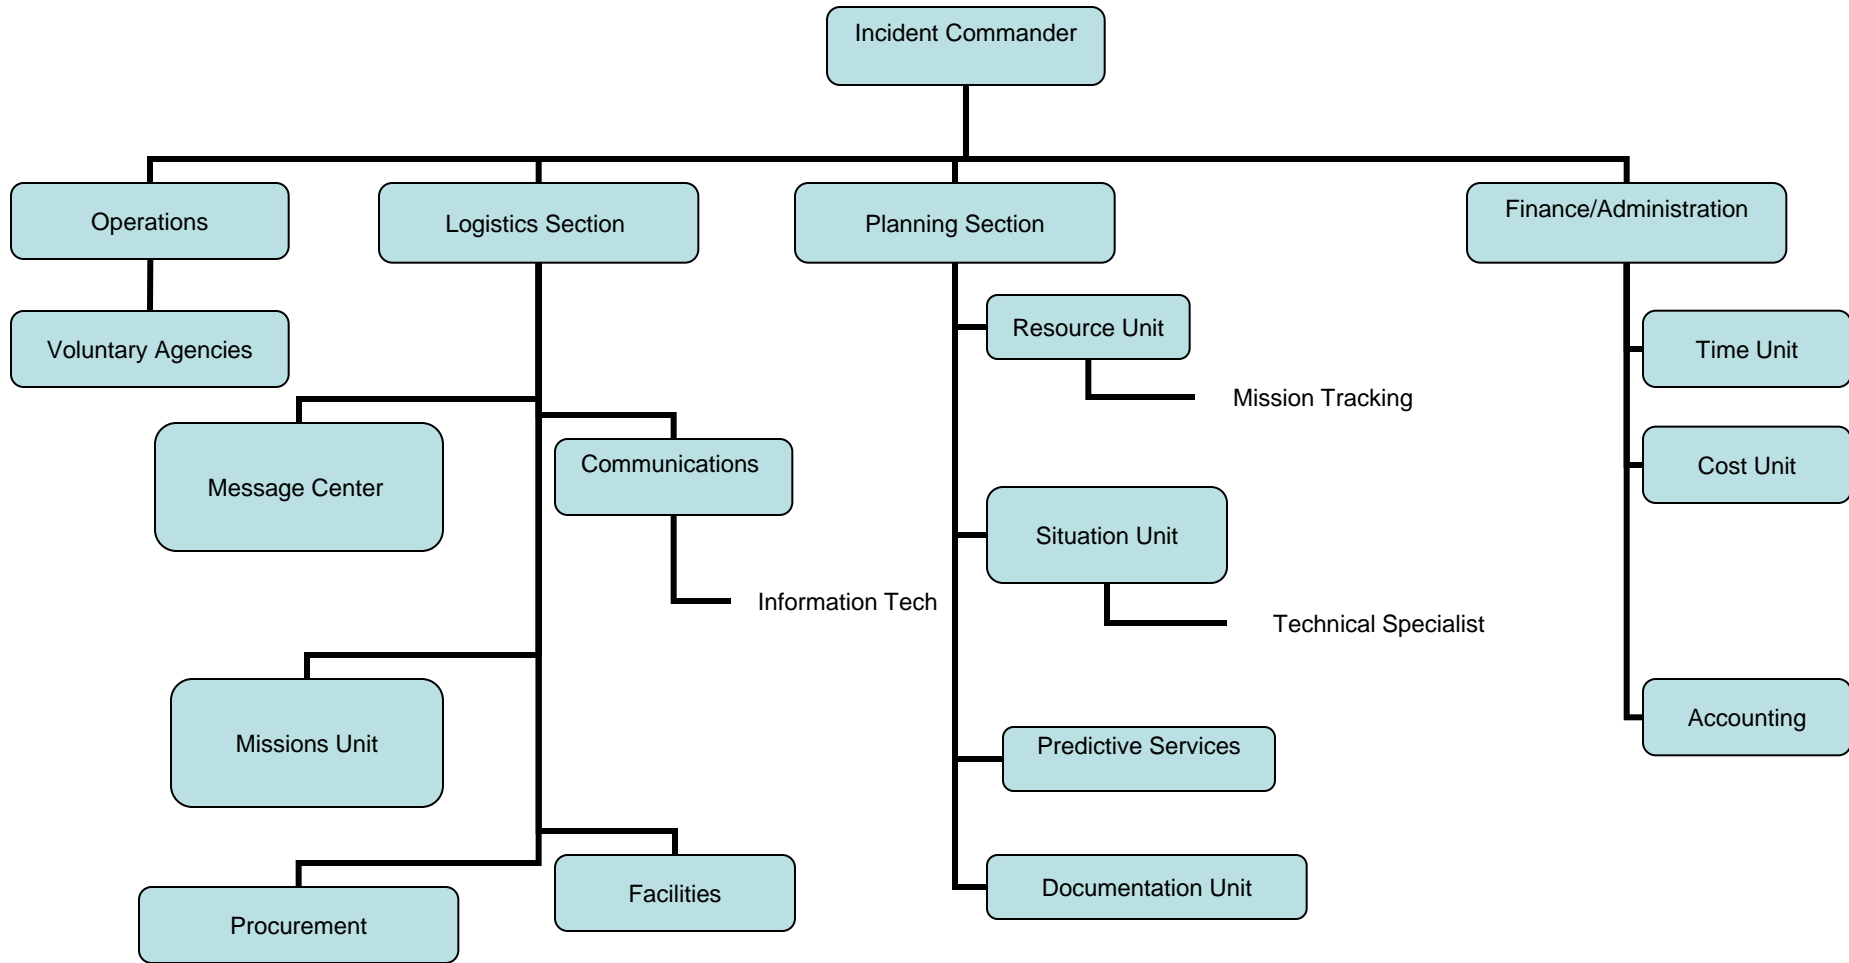 Incident Commander
Operations
Logistics Section
Planning Section
Finance/Administration
Voluntary Agencies
Resource Unit
Time Unit
Mission Tracking
Message Center
Communications
Cost Unit
Situation Unit
Information Tech
Technical Specialist
Missions Unit
Predictive Services
Accounting
Procurement
Facilities
Documentation Unit